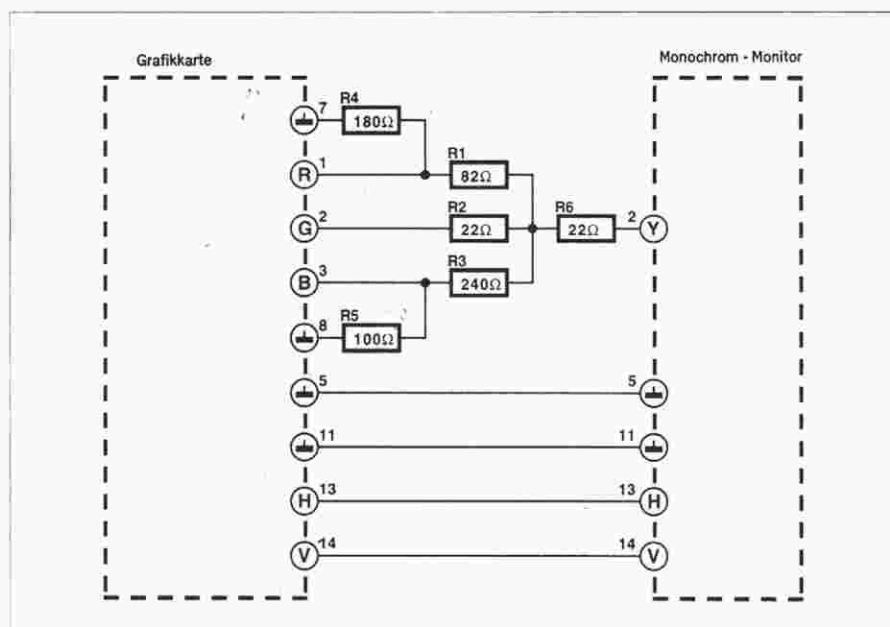 Grafikkarte
Monochrom - Monitor
7
R4
180Ω
R
1
R1
82Ω
G
2
R2
22Ω
R6
22Ω
2
Y
B
3
R3
240Ω
8
R5
100Ω
5
5
11
11
H
13
13
H
V
14
14
V